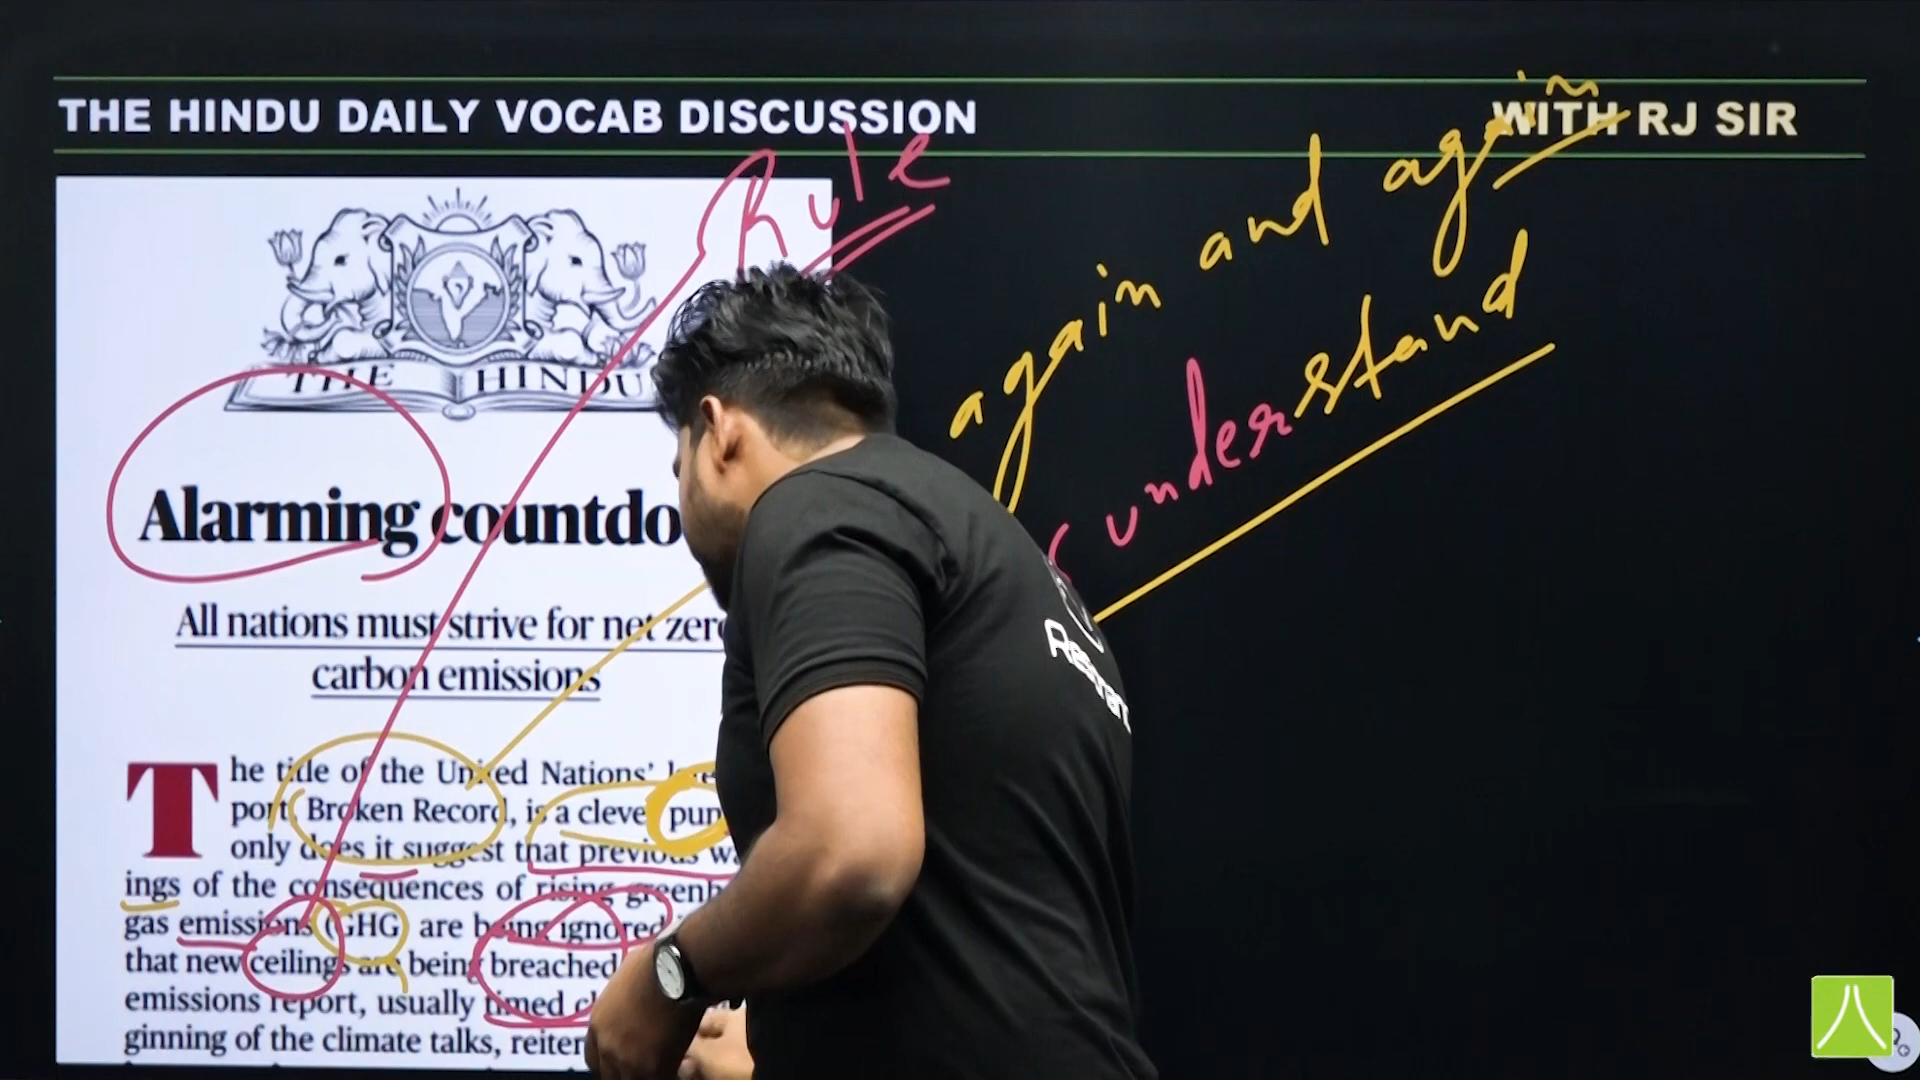 THE HINDU DAILY VOCAB DISCUSSION
WITH RJ SIR
Rule
again and again
understand
THE HINDU
Alarming countdo
All nations must strive for net zero
carbon emissions
The title of the United Nations'
port, Broken Record, is a clever pun
only does it suggest that previous
ings of the consequences of rising greenh
gas emissions (GHG) are being ignored
that new ceilings are being breached
emissions report, usually timed
ginning of the climate talks, reiter